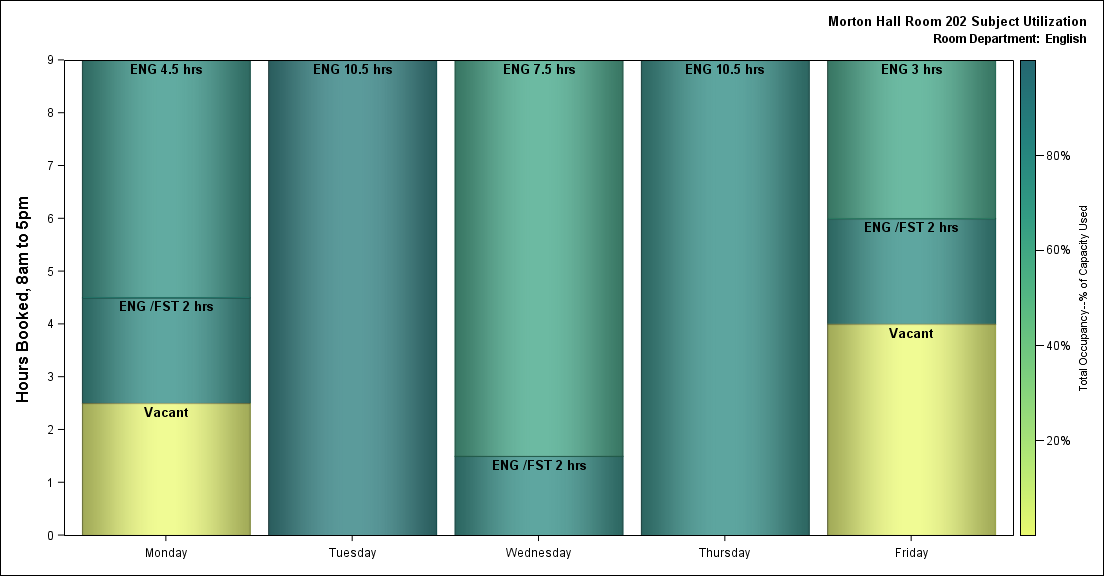 Morton Hall Room 202 Subject Utilization
Room Department: English
Hours Booked, 8am to 5pm
9
8
7
6
5
4
3
2
1
0
ENG 4.5 hrs
ENG /FST 2 hrs
Vacant
ENG 10.5 hrs
ENG 7.5 hrs
ENG /FST 2 hrs
ENG 10.5 hrs
ENG 3 hrs
ENG /FST 2 hrs
Vacant
Monday
Tuesday
Wednesday
Thursday
Friday
80%
60%
40%
20%
Total Occupancy--% of Capacity Used